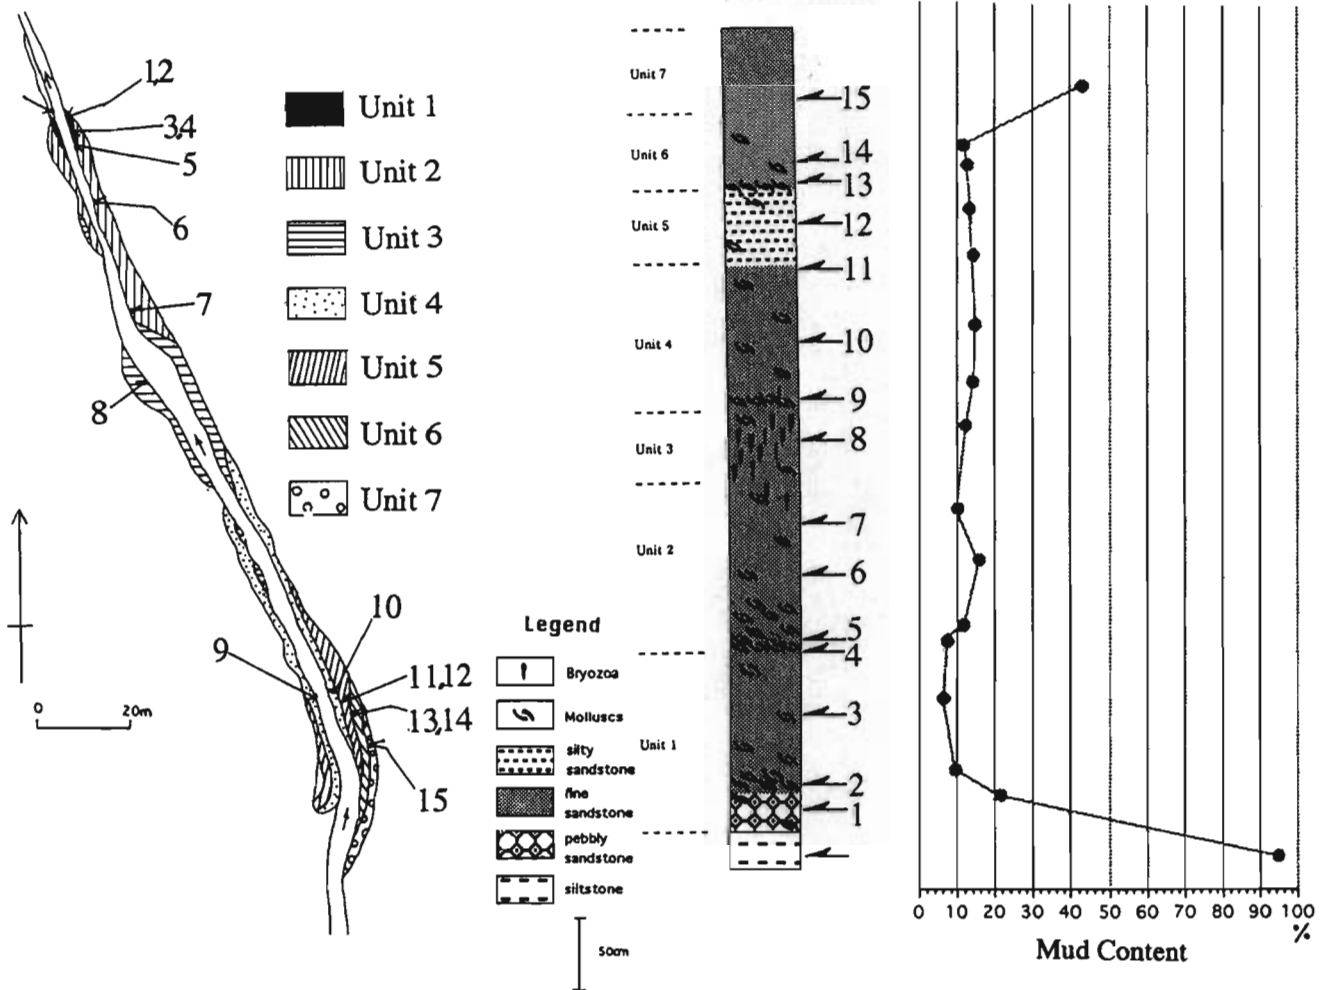 1,2
3,4
5
6
7
8
9
10
11,12
13,14
15
0 20m
Unit 1
Unit 2
Unit 3
Unit 4
Unit 5
Unit 6
Unit 7
Legend
Bryozoa
Molluscs
silty
sandstone
fine
sandstone
pebbly
sandstone
siltstone
50cm
Unit 7
Unit 6
Unit 5
Unit 4
Unit 3
Unit 2
Unit 1
15
14
13
12
11
10
9
8
7
6
5
4
3
2
1
0 10 20 30 40 50 60 70 80 90 100
%
Mud Content